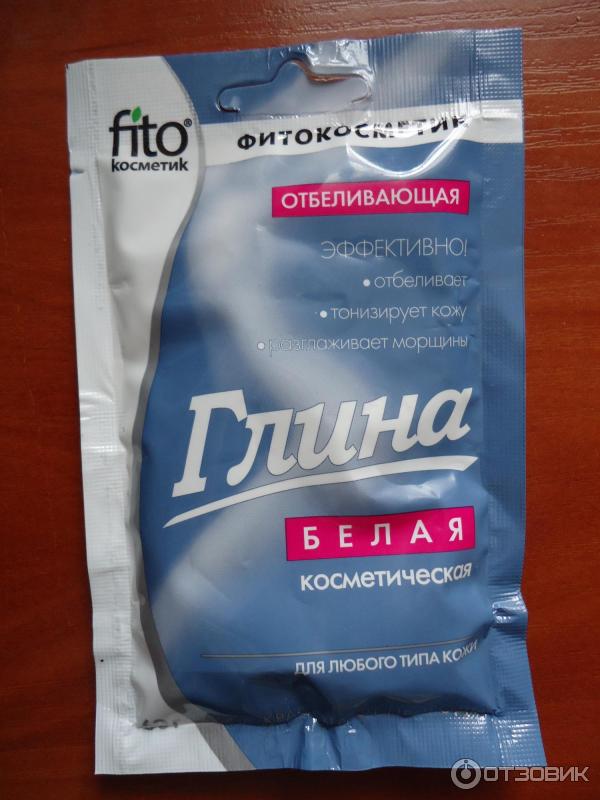 fito®
косметик
ФИТОКОСМЕТИК
ОТБЕЛИВАЮЩАЯ
ЭФФЕКТИВНО!
•отбеливает
•тонизирует кожу
•разглаживает морщины
Глина
БЕЛАЯ
косметическая
ДЛЯ ЛЮБОГО ТИПА КОЖИ
ОТЗОВИК